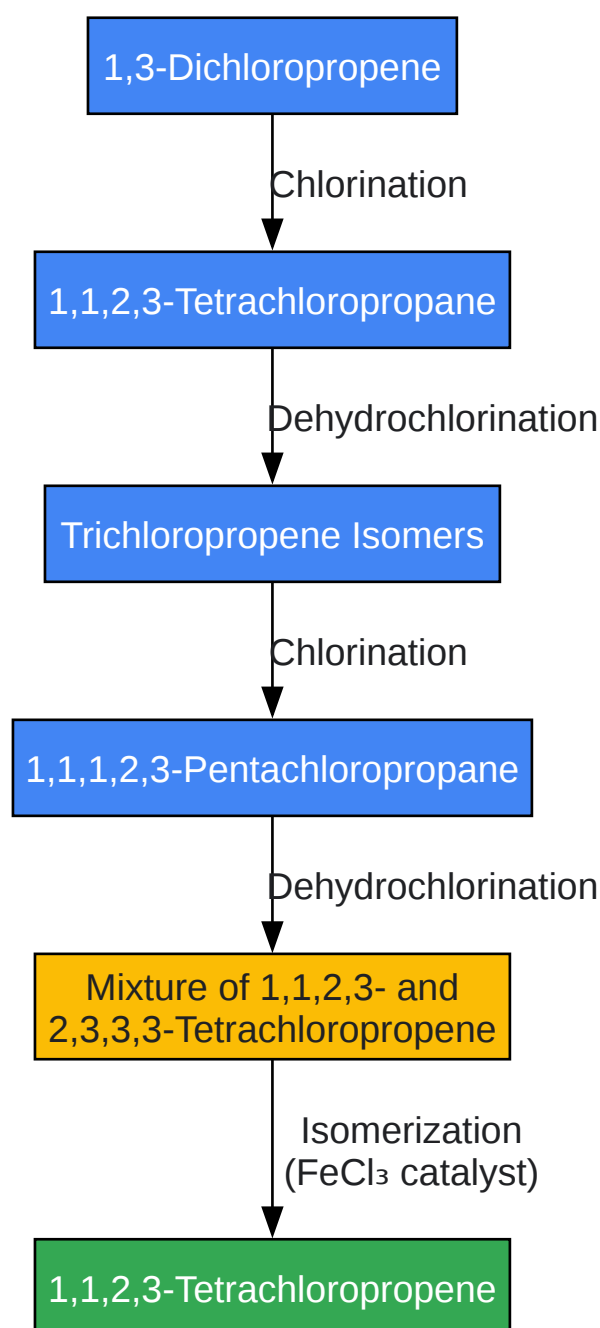 1,3-Dichloropropene
Chlorination
1,1,2,3-Tetrachloropropane
Dehydrochlorination
Trichloropropene Isomers
Chlorination
1,1,1,2,3-Pentachloropropane
Dehydrochlorination
Mixture of 1,1,2,3- and
2,3,3,3-Tetrachloropropene
Isomerization
(FeCl₃ catalyst)
1,1,2,3-Tetrachloropropene